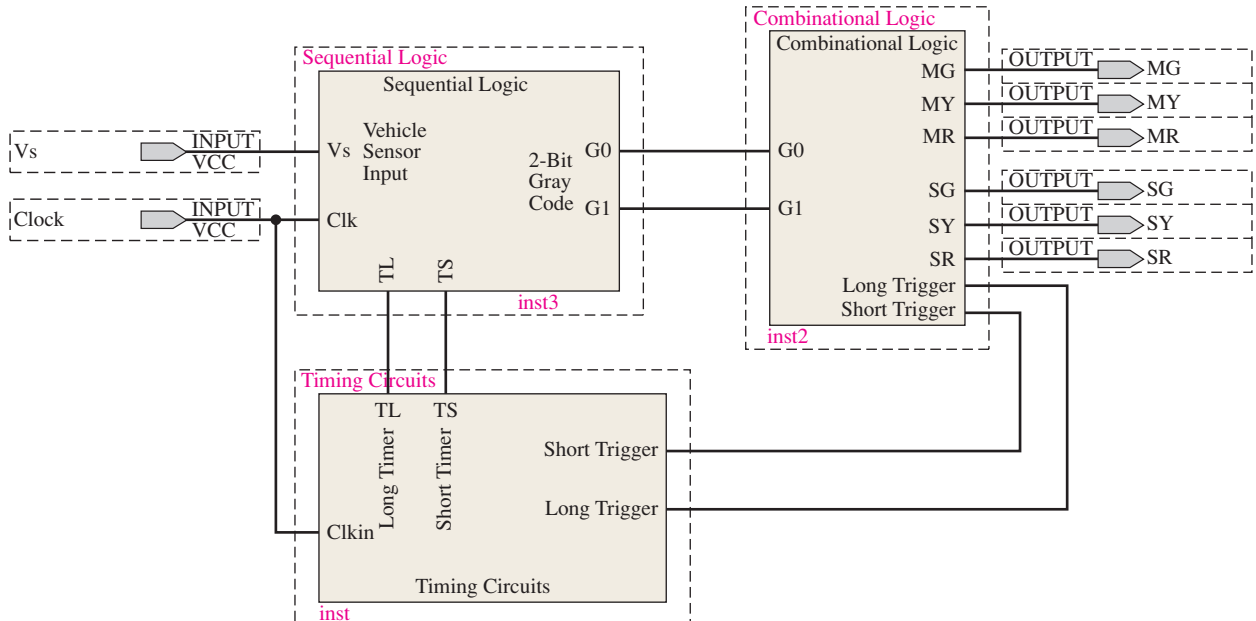 Combinational Logic
Combinational Logic
MG
OUTPUT
MG
MY
OUTPUT
MY
MR
OUTPUT
MR
G0
G1
SG
OUTPUT
SG
SY
OUTPUT
SY
SR
OUTPUT
SR
Long Trigger
Short Trigger
inst2
Sequential Logic
Sequential Logic
Vs
INPUT
VCC
Vs
Vehicle
Sensor
Input
2-Bit
Gray
Code
G0
G1
Clock
INPUT
VCC
Clk
TL
TS
inst3
Timing Circuits
TL
TS
Long Timer
Short Timer
Short Trigger
Long Trigger
Clkin
Timing Circuits
inst